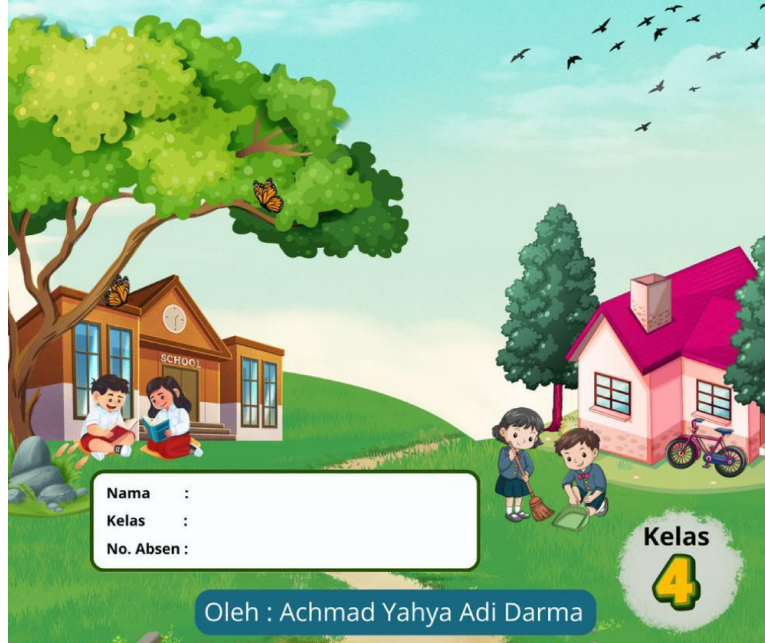 SCHOOL
Nama :
Kelas :
No. Absen :
Kelas
4
Oleh : Achmad Yahya Adi Darma